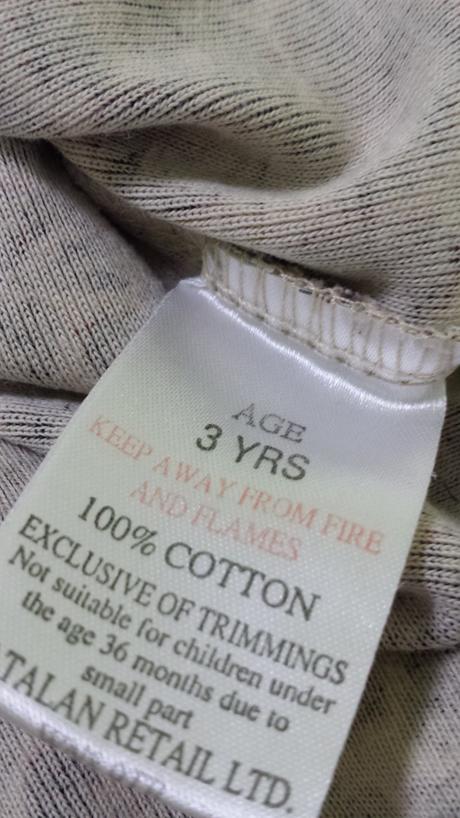 AGE
3 YRS
KEEP AWAY FROM FIRE
AND FLAMES
100% COTTON
EXCLUSIVE OF TRIMMINGS
Not suitable for children under
the age 36 months due to
small part
TALAN RETAIL LTD.